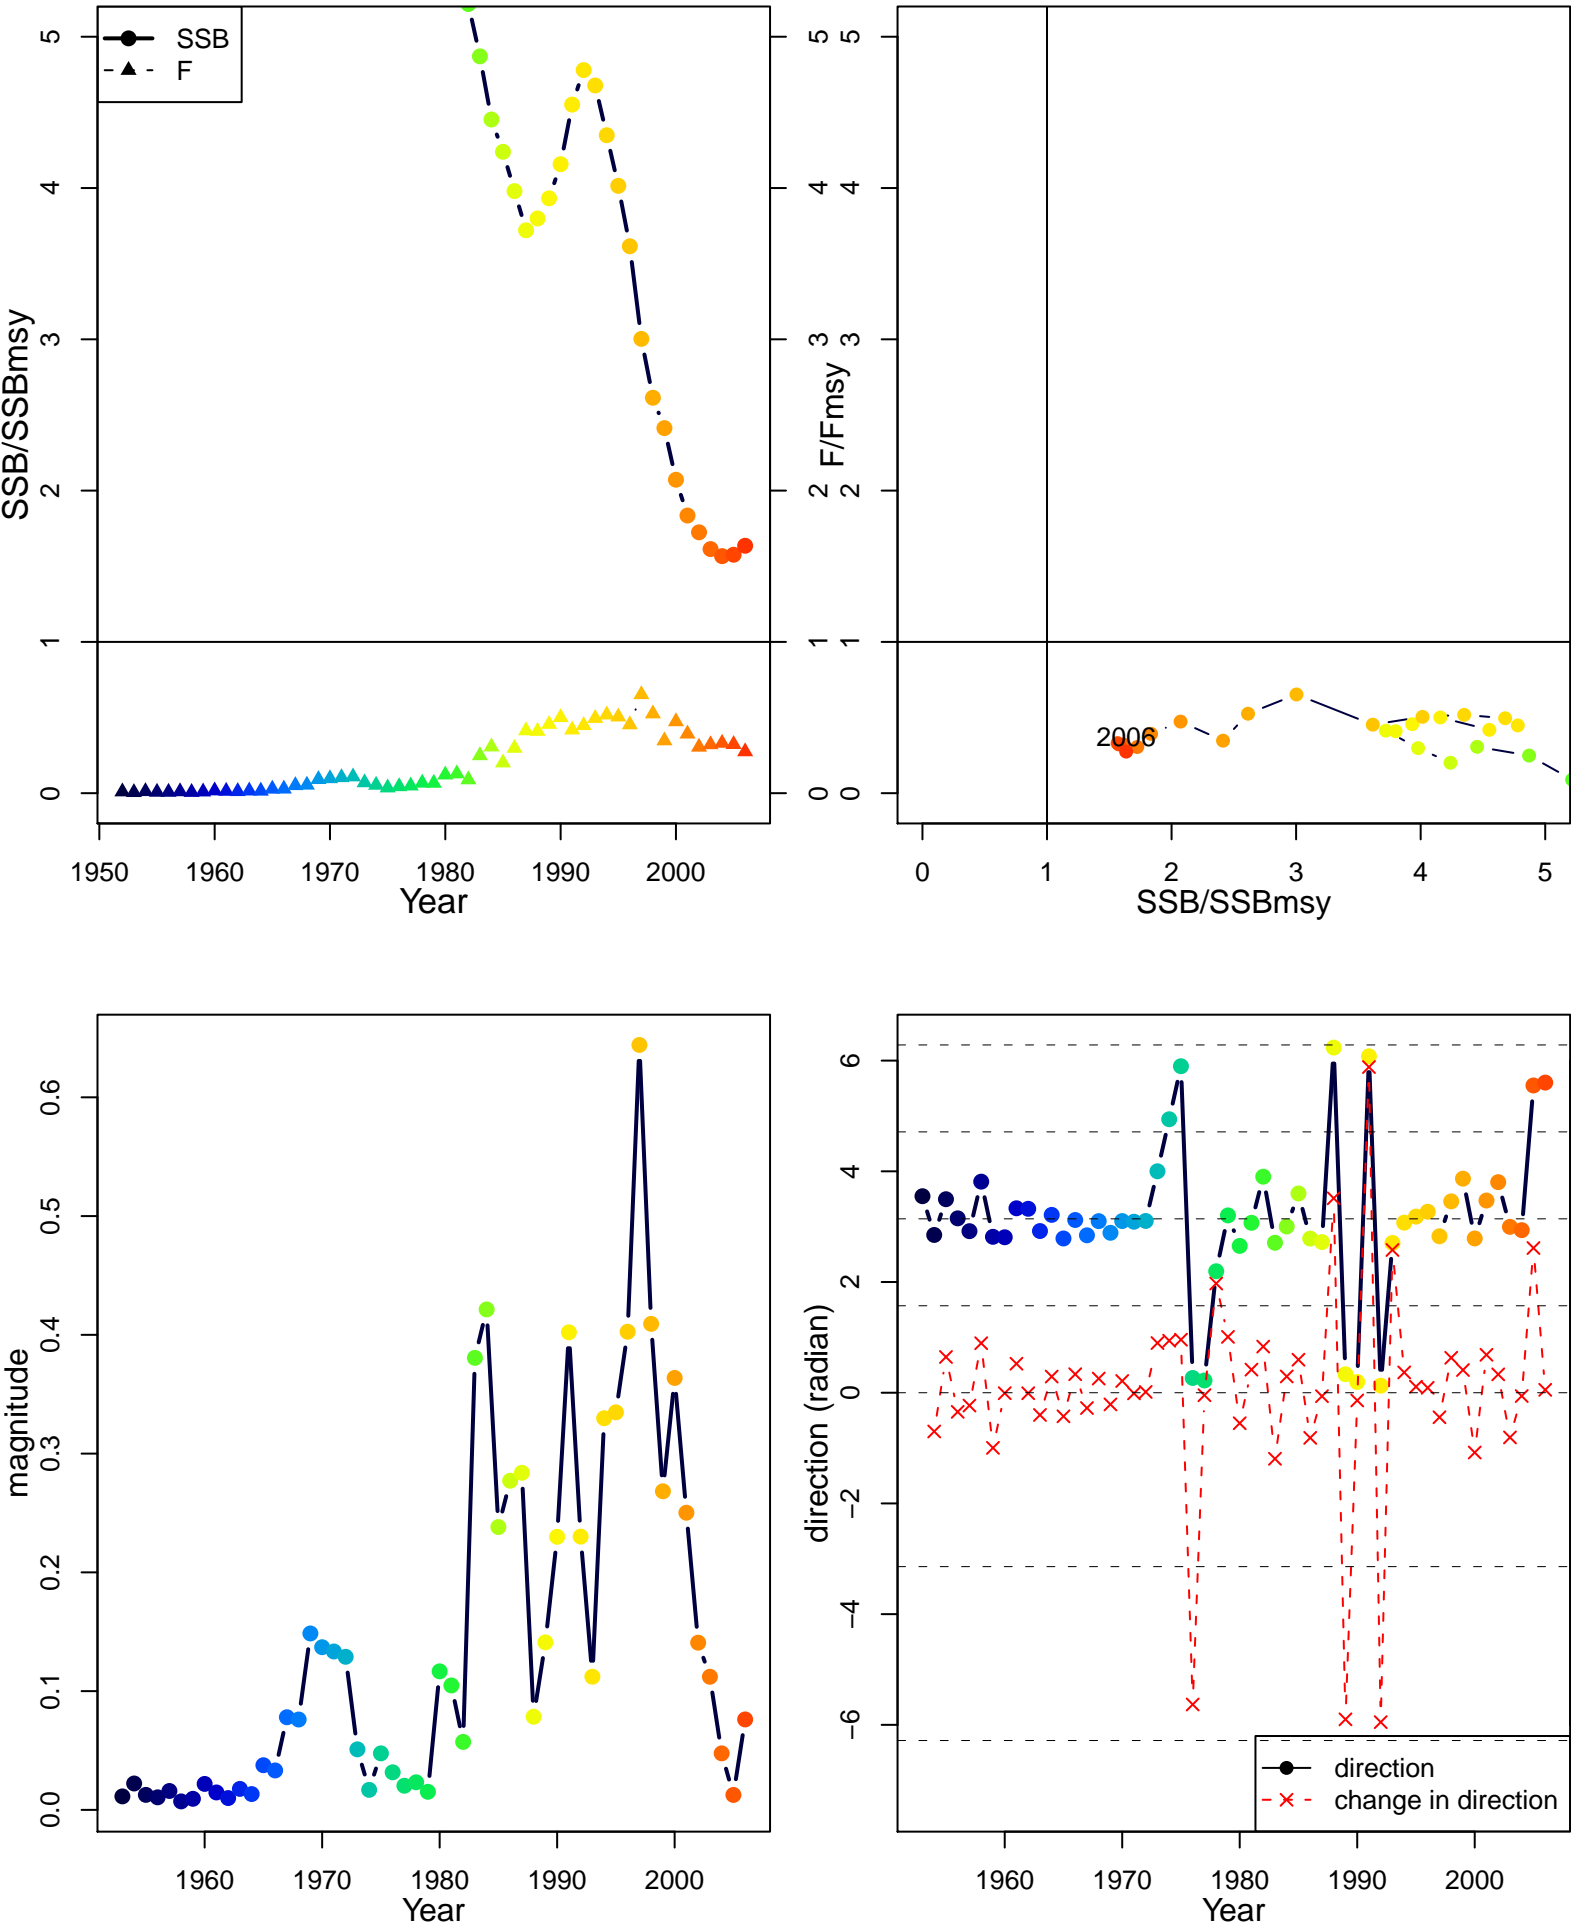 SSB
F
5
4
3
2
1
0
SSB/SSBmsy
5
4
3
2
1
0
1950 1960 1970 1980 1990 2000
Year
5
4
3
2
1
0
F/Fmsy
2006
0 1 2 3 4 5
SSB/SSBmsy
0.6
0.5
0.4
0.3
0.2
0.1
0.0
magnitude
1960 1970 1980 1990 2000
Year
6
4
2
0
−2
−4
−6
direction (radian)
direction
change in direction
1960 1970 1980 1990 2000
Year